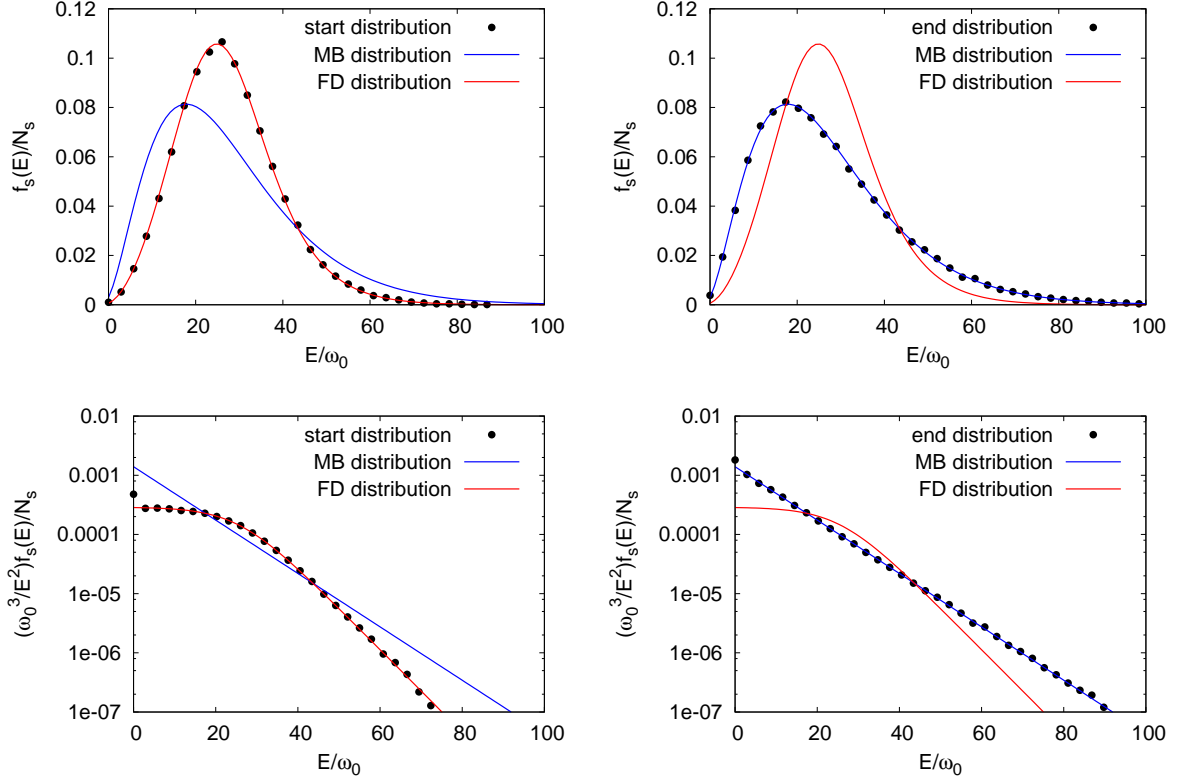 start distribution
MB distribution
FD distribution
f_s(E)/N_s
0.12
0.1
0.08
0.06
0.04
0.02
0
0 20 40 60 80 100
E/ω_0
end distribution
MB distribution
FD distribution
f_s(E)/N_s
0.12
0.1
0.08
0.06
0.04
0.02
0
0 20 40 60 80 100
E/ω_0
start distribution
MB distribution
FD distribution
(ω_0^3/E^2)f_s(E)/N_s
0.01
0.001
0.0001
1e-05
1e-06
1e-07
0 20 40 60 80 100
E/ω_0
end distribution
MB distribution
FD distribution
(ω_0^3/E^2)f_s(E)/N_s
0.01
0.001
0.0001
1e-05
1e-06
1e-07
0 20 40 60 80 100
E/ω_0